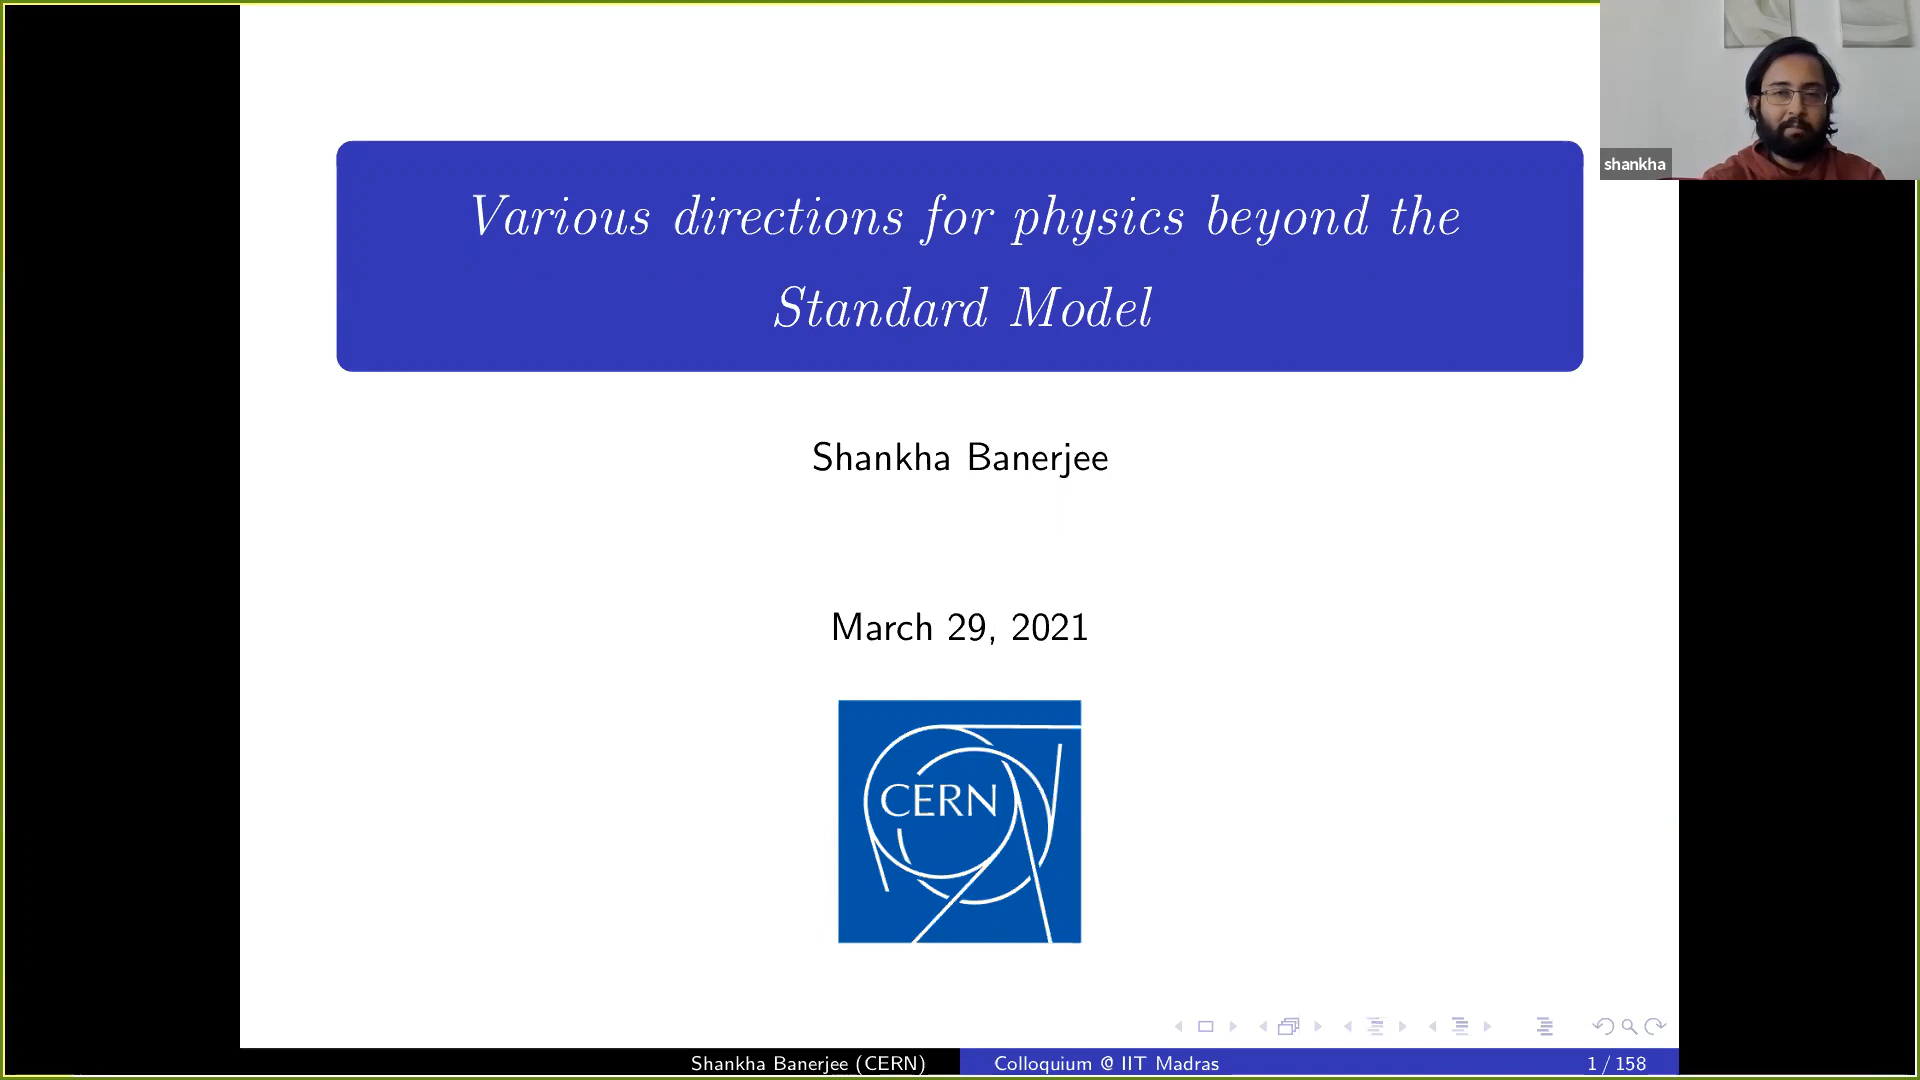 Various directions for physics beyond the
Standard Model
shankha
Shankha Banerjee
March 29, 2021
CERN
Shankha Banerjee (CERN)
Colloquium @ IIT Madras
1 / 158